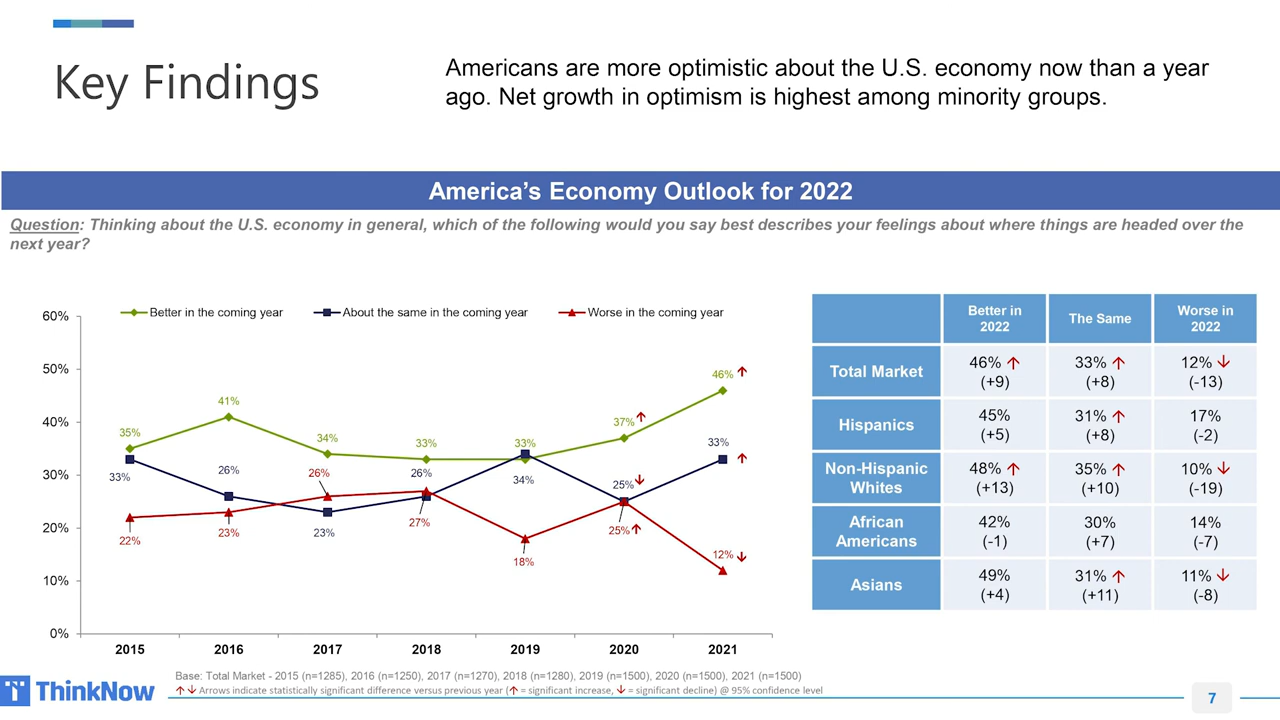 Key Findings
Americans are more optimistic about the U.S. economy now than a year
ago. Net growth in optimism is highest among minority groups.
America's Economy Outlook for 2022
Question: Thinking about the U.S. economy in general, which of the following would you say best describes your feelings about where things are headed over the
next year?
Better in the coming year About the same in the coming year Worse in the coming year
60%
50%
40%
30%
20%
10%
0%
35% 41% 34% 33% 33% 37% ↑ 46% ↑
33% 26% 23% 26% 34% 25% ↓ 33% ↑
22% 23% 26% 27% 18% 25% ↑ 12% ↓
2015 2016 2017 2018 2019 2020 2021
Better in
2022
The Same
Worse in
2022
Total Market
46% ↑ 33% ↑ 12% ↓
(+9) (+8) (-13)
Hispanics
45% 31% ↑ 17%
(+5) (+8) (-2)
Non-Hispanic
Whites
48% ↑ 35% ↑ 10% ↓
(+13) (+10) (-19)
African
Americans
42% 30% 14%
(-1) (+7) (-7)
Asians
49% 31% ↑ 11% ↓
(+4) (+11) (-8)
Base: Total Market - 2015 (n=1285), 2016 (n=1250), 2017 (n=1270), 2018 (n=1280), 2019 (n=1500), 2020 (n=1500), 2021 (n=1500)
↑↓ Arrows indicate statistically significant difference versus previous year (↑ = significant increase, ↓ = significant decline) @ 95% confidence level
ThinkNow
7